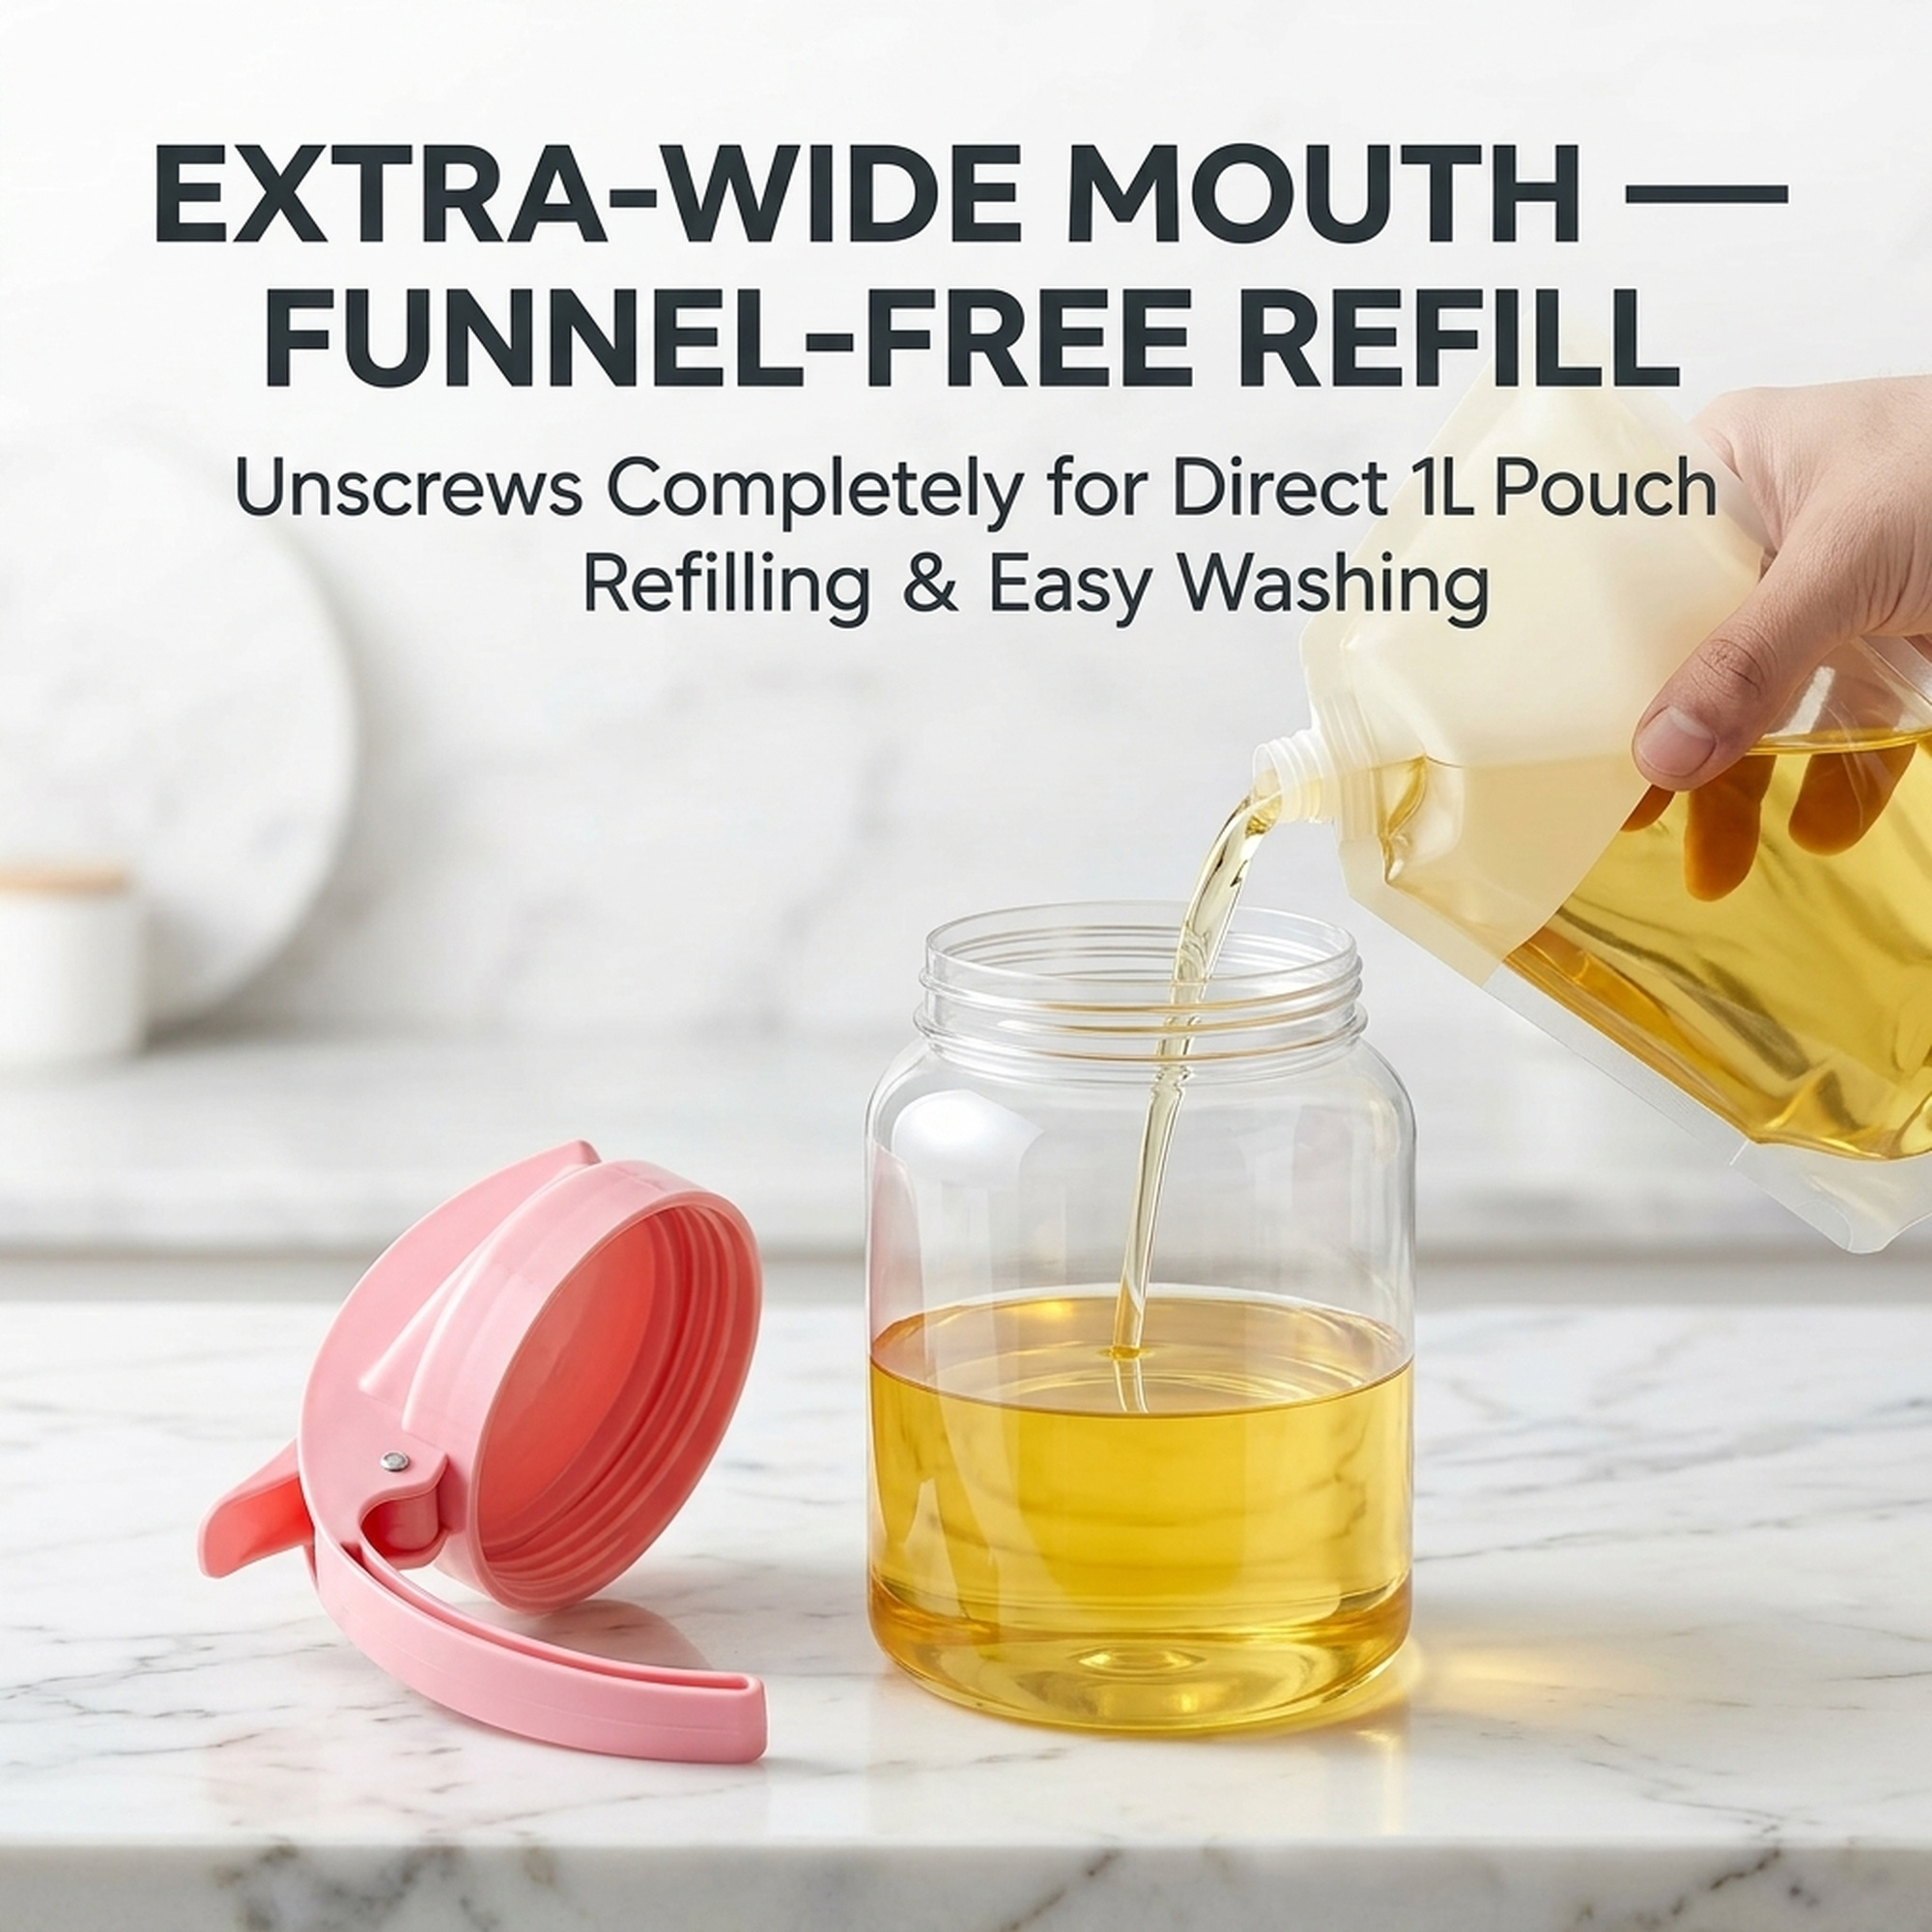 EXTRA-WIDE MOUTH —
FUNNEL-FREE REFILL
Unscrews Completely for Direct 1L Pouch
Refilling & Easy Washing